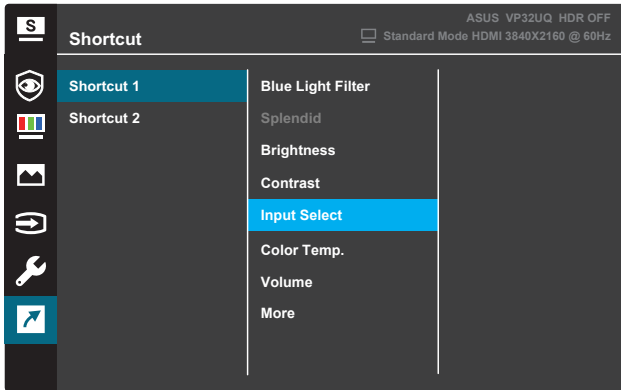 S
ASUS VP32UQ HDR OFF
Shortcut
Standard Mode HDMI 3840X2160 @ 60Hz
Shortcut 1
Shortcut 2
Blue Light Filter
Splendid
Brightness
Contrast
Input Select
Color Temp.
Volume
More